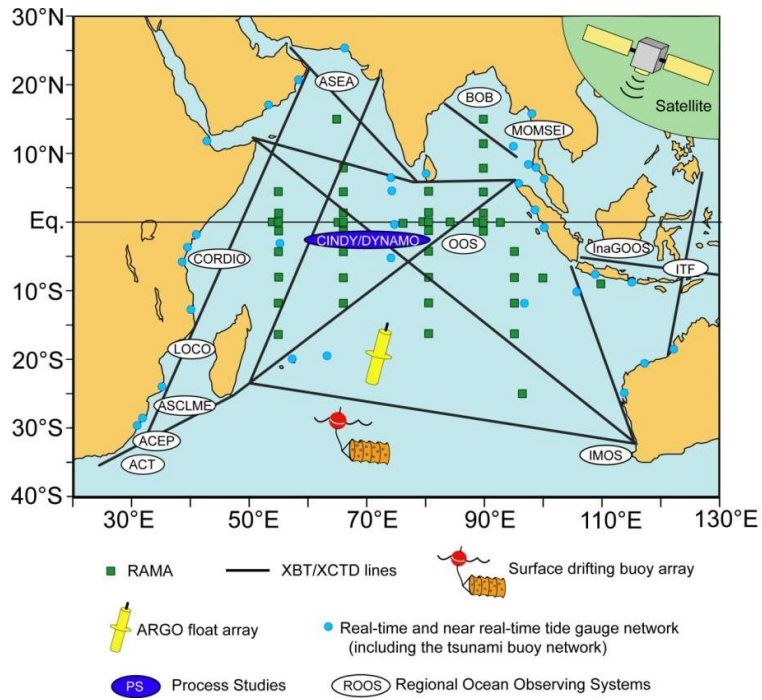 30°N
20°N
10°N
Eq.
10°S
20°S
30°S
40°S
ASEA
BOB
MOMSEI
Satellite
CINDY/DYNAMO
OOS
InaGOOS
ITF
CORDIO
LOCO
ASCLME
ACEP
ACT
IMOS
30°E
50°E
70°E
90°E
110°E
130°E
RAMA
XBT/XCTD lines
Surface drifting buoy array
ARGO float array
Real-time and near real-time tide gauge network
(including the tsunami buoy network)
PS
Process Studies
ROOS
Regional Ocean Observing Systems